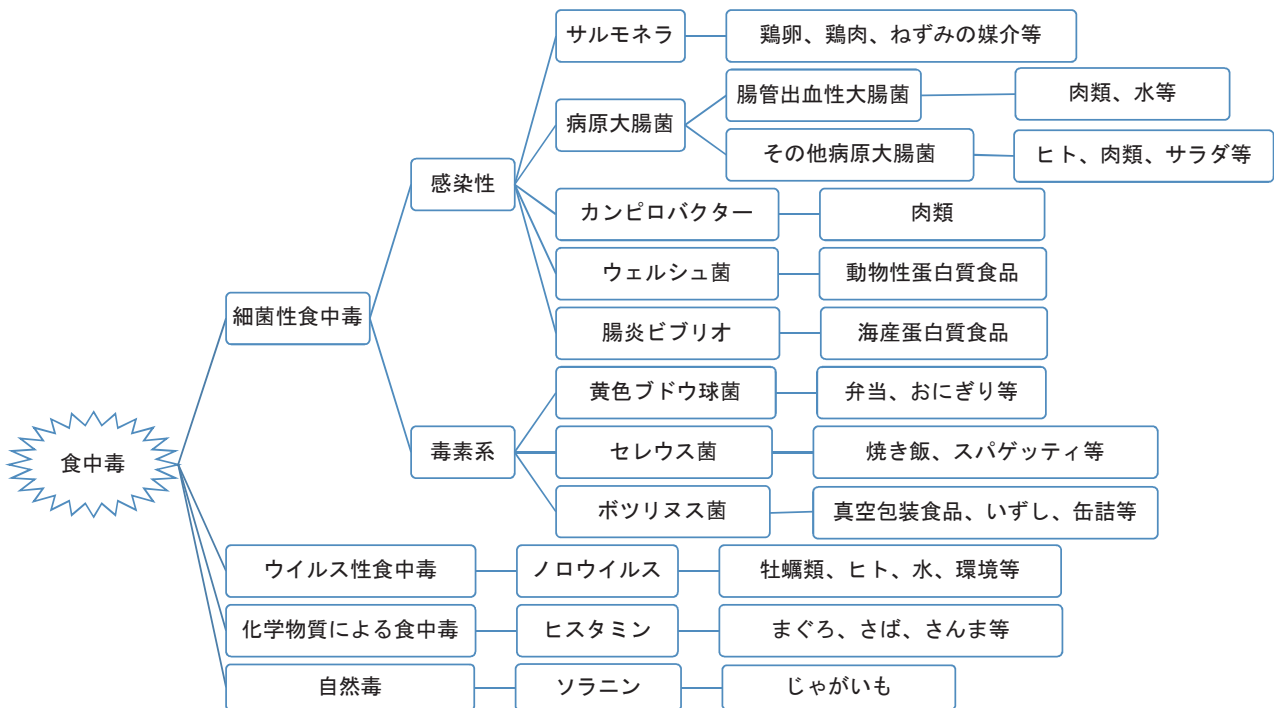 サルモネラ
鶏卵、鶏肉、ねずみの媒介等
病原大腸菌
腸管出血性大腸菌
肉類、水等
その他病原大腸菌
ヒト、肉類、サラダ等
感染性
カンピロバクター
肉類
ウェルシュ菌
動物性蛋白質食品
腸炎ビブリオ
海産蛋白質食品
細菌性食中毒
黄色ブドウ球菌
弁当、おにぎり等
毒素系
セレウス菌
焼き飯、スパゲッティ等
ボツリヌス菌
真空包装食品、いずし、缶詰等
食中毒
ウイルス性食中毒
ノロウイルス
牡蠣類、ヒト、水、環境等
化学物質による食中毒
ヒスタミン
まぐろ、さば、さんま等
自然毒
ソラニン
じゃがいも